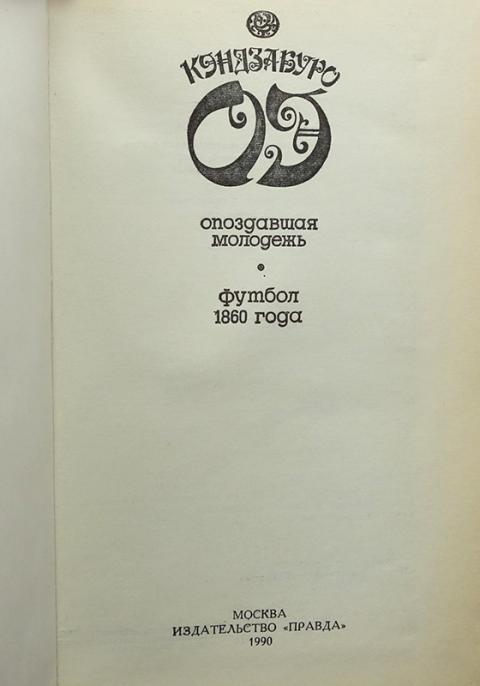 КЭНДЗАБУРО
ОЭ
опоздавшая
молодежь
•
футбол
1860 года
МОСКВА
ИЗДАТЕЛЬСТВО «ПРАВДА»
1990